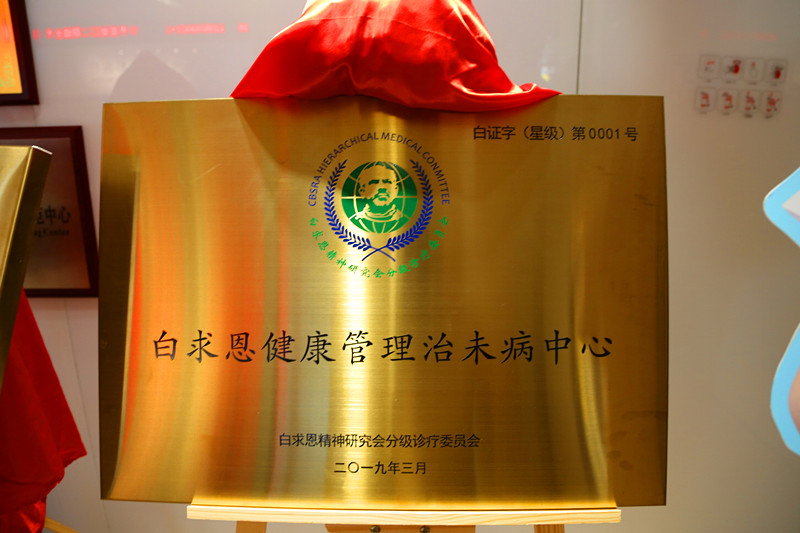 白证字（星级）第0001号
CBSRA HIERARCHICAL MEDICAL COMMITTEE
白求恩精神研究会分级诊疗委员会
白求恩健康管理治未病中心
白求恩精神研究会分级诊疗委员会
二〇一九年三月
中心
Center